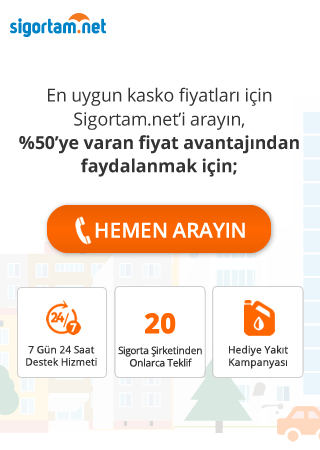 sigortam.net
En uygun kasko fiyatları için
Sigortam.net'i arayın,
%50'ye varan fiyat avantajından
faydalanmak için;
HEMEN ARAYIN
24/7
7 Gün 24 Saat
Destek Hizmeti
20
Sigorta Şirketinden
Onlarca Teklif
Hediye Yakıt
Kampanyası